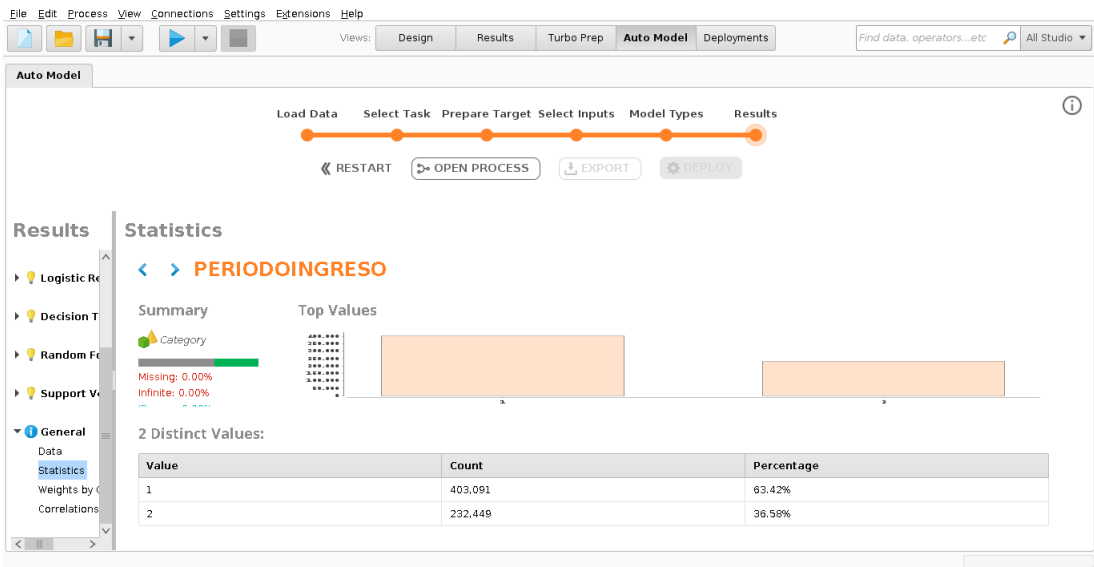 File Edit Process View Connections Settings Extensions Help
Views: Design Results Turbo Prep Auto Model Deployments Find data, operators...etc All Studio
Auto Model
Load Data Select Task Prepare Target Select Inputs Model Types Results
RESTART OPEN PROCESS EXPORT DEPLOY
Results
Logistic Re
Decision T
Random Fo
Support Ve
General
Data
Statistics
Weights by C
Correlations
Statistics
PERIODOINGRESO
Summary
Category
Missing: 0.00%
Infinite: 0.00%
Top Values
1 2
2 Distinct Values:
Value Count Percentage
1 403,091 63.42%
2 232,449 36.58%